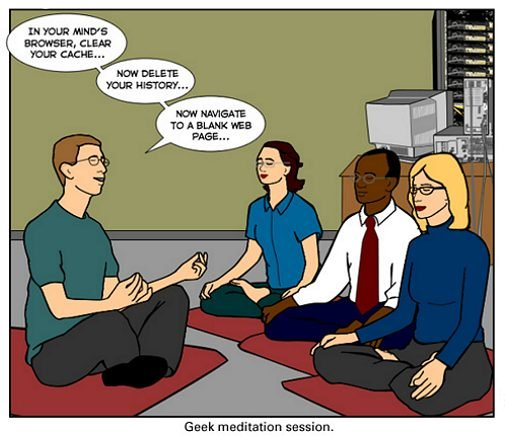 IN YOUR MIND'S
BROWSER, CLEAR
YOUR CACHE...
NOW DELETE
YOUR HISTORY...
NOW NAVIGATE
TO A BLANK WEB
PAGE...
Geek meditation session.